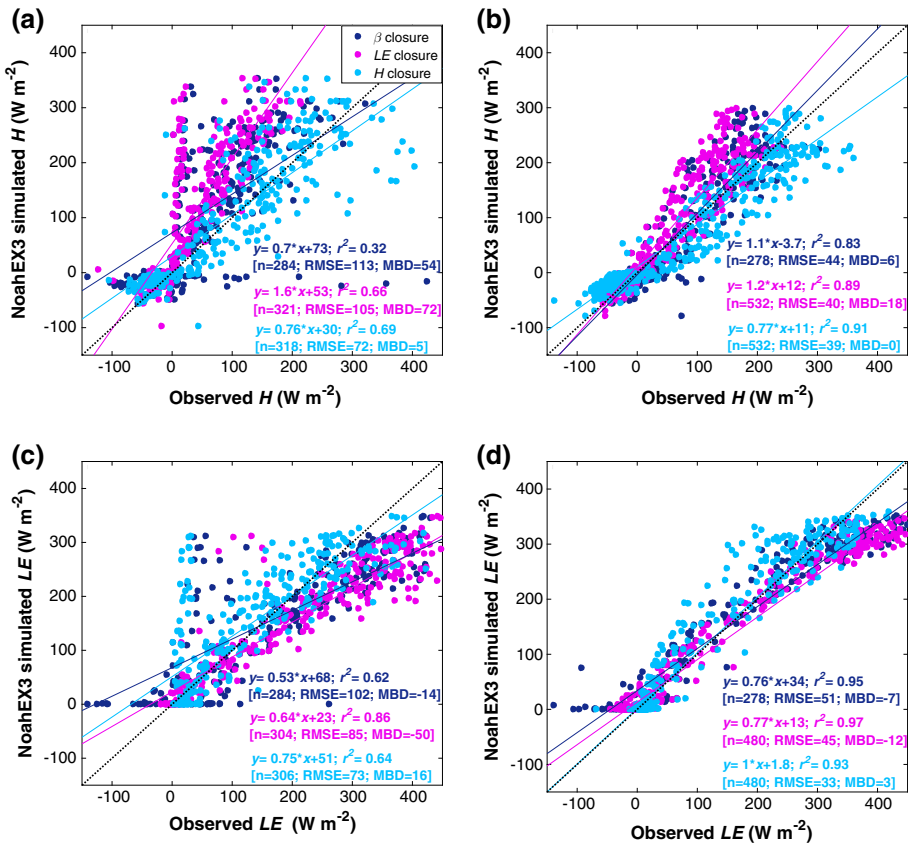 (a)
NoahEX3 simulated H (W m-2)
400
300
200
100
0
-100
β closure
LE closure
H closure
y= 0.7*x+73; r2= 0.32
[n=284; RMSE=113; MBD=54]
y= 1.6*x+53; r2= 0.66
[n=321; RMSE=105; MBD=72]
y= 0.76*x+30; r2= 0.69
[n=318; RMSE=72; MBD=5]
-100 0 100 200 300 400
Observed H (W m-2)
(b)
NoahEX3 simulated H (W m-2)
400
300
200
100
0
-100
y= 1.1*x-3.7; r2= 0.83
[n=278; RMSE=44; MBD=6]
y= 1.2*x+12; r2= 0.89
[n=532; RMSE=40; MBD=18]
y= 0.77*x+11; r2= 0.91
[n=532; RMSE=39; MBD=0]
-100 0 100 200 300 400
Observed H (W m-2)
(c)
NoahEX3 simulated LE (W m-2)
400
300
200
100
0
-100
y= 0.53*x+68; r2= 0.62
[n=284; RMSE=102; MBD=-14]
y= 0.64*x+23; r2= 0.86
[n=304; RMSE=85; MBD=-50]
y= 0.75*x+51; r2= 0.64
[n=306; RMSE=73; MBD=16]
-100 0 100 200 300 400
Observed LE (W m-2)
(d)
NoahEX3 simulated LE (W m-2)
400
300
200
100
0
-100
y= 0.76*x+34; r2= 0.95
[n=278; RMSE=51; MBD=-7]
y= 0.77*x+13; r2= 0.97
[n=480; RMSE=45; MBD=-12]
y= 1*x+1.8; r2= 0.93
[n=480; RMSE=33; MBD=3]
-100 0 100 200 300 400
Observed LE (W m-2)